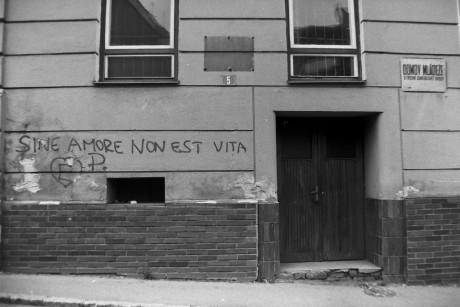 5
DOMOV MLÁDEŽE
SINE AMORE NON EST VITA
P.